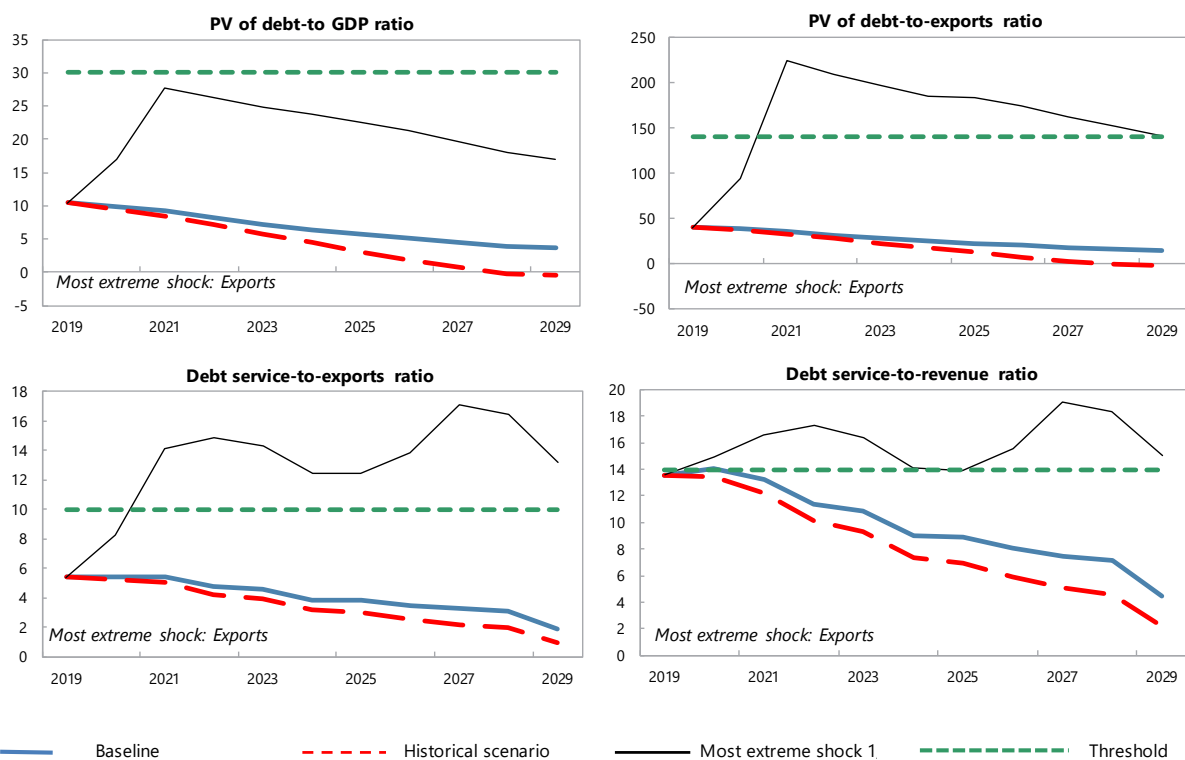 PV of debt-to GDP ratio
35
30
25
20
15
10
5
0
-5
Most extreme shock: Exports
2019 2021 2023 2025 2027 2029
PV of debt-to-exports ratio
250
200
150
100
50
0
-50
Most extreme shock: Exports
2019 2021 2023 2025 2027 2029
Debt service-to-exports ratio
18
16
14
12
10
8
6
4
2
0
Most extreme shock: Exports
2019 2021 2023 2025 2027 2029
Debt service-to-revenue ratio
20
18
16
14
12
10
8
6
4
2
0
Most extreme shock: Exports
2019 2021 2023 2025 2027 2029
Baseline Historical scenario Most extreme shock 1 Threshold